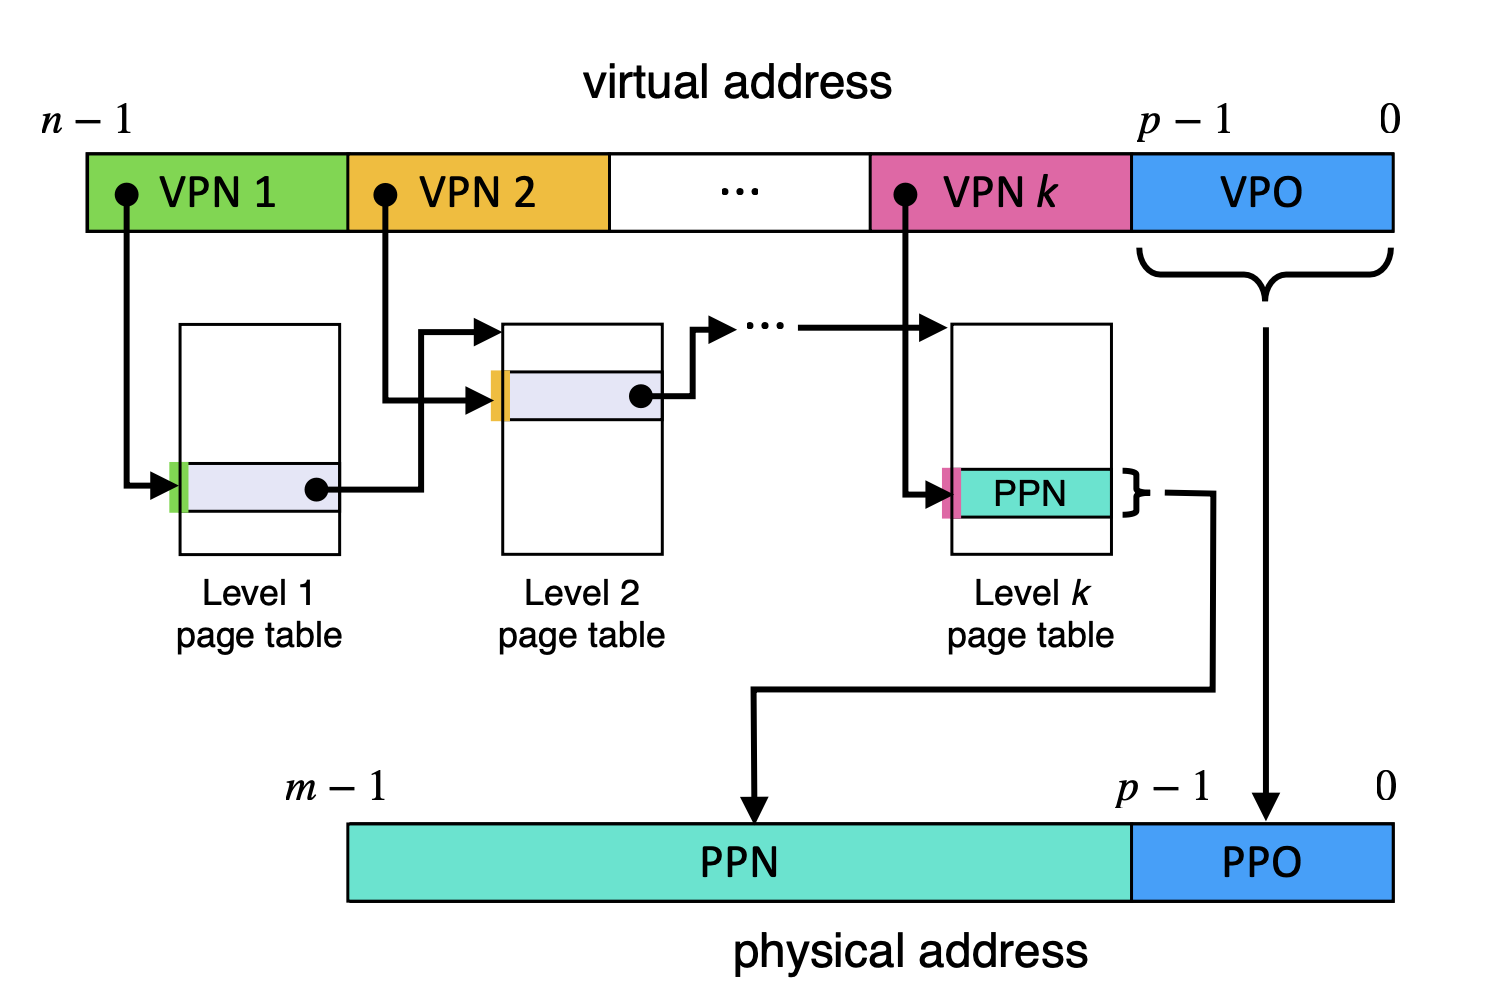 virtual address
n − 1
p − 1
0
VPN 1
VPN 2
...
VPN k
VPO
...
PPN
Level 1
page table
Level 2
page table
Level k
page table
m − 1
p − 1
0
PPN
PPO
physical address